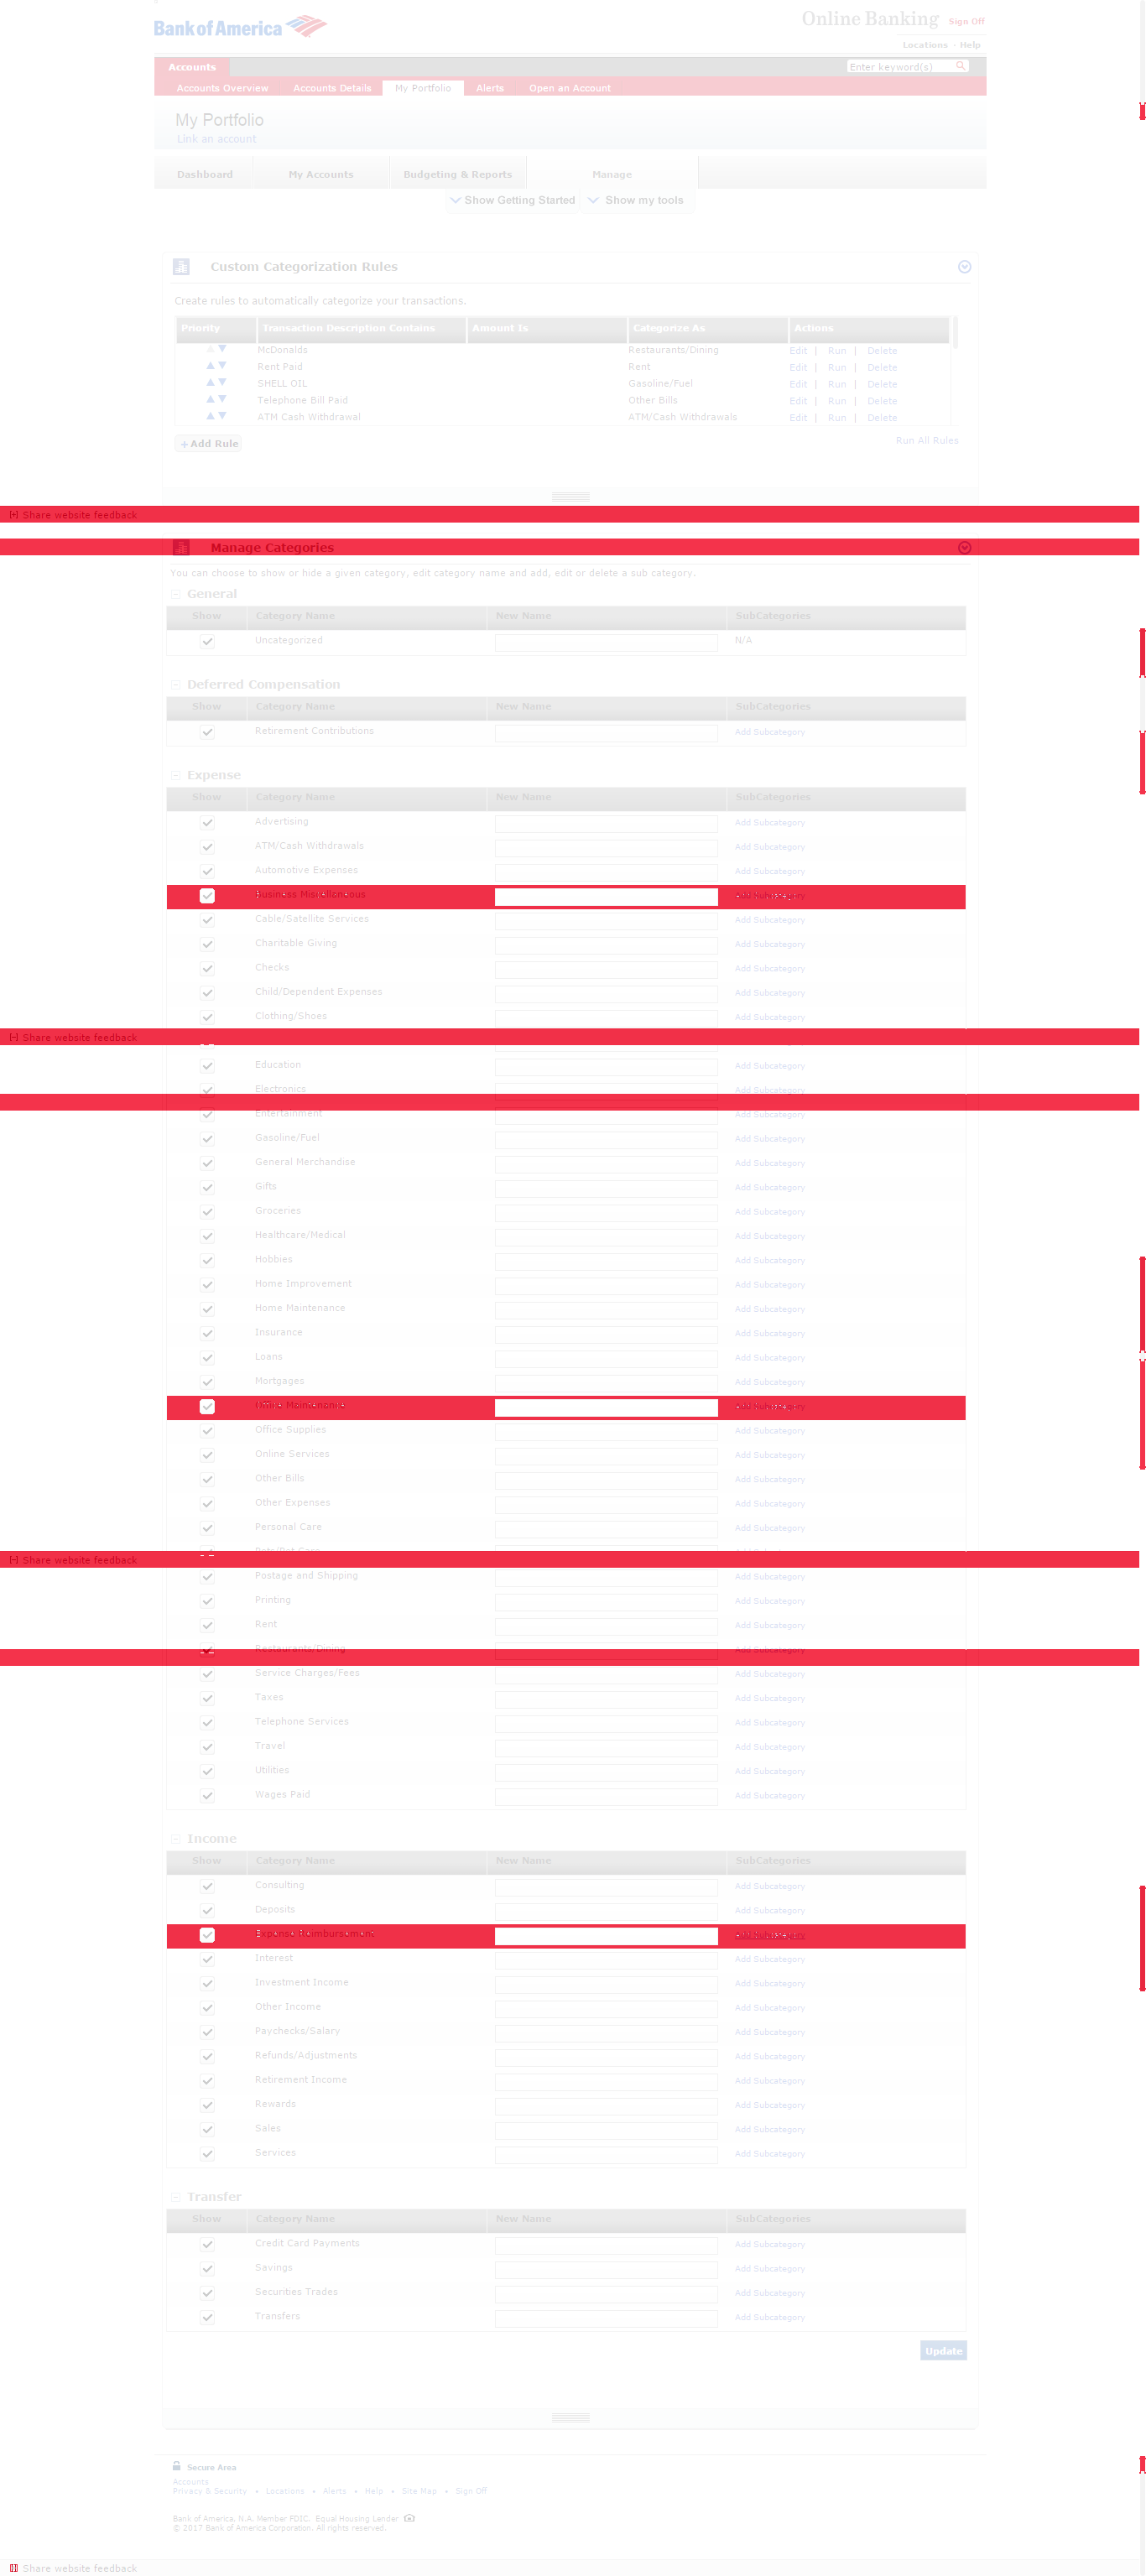 Bank of America
Online Banking
Sign Off
Locations · Help
Accounts
Enter keyword(s)
Accounts Overview Accounts Details My Portfolio Alerts Open an Account
My Portfolio
Link an account
Dashboard My Accounts Budgeting & Reports Manage
Show Getting Started Show my tools
Custom Categorization Rules
Create rules to automatically categorize your transactions.
Priority Transaction Description Contains Amount Is Categorize As Actions
McDonalds Restaurants/Dining Edit | Run | Delete
Rent Paid Rent Edit | Run | Delete
SHELL OIL Gasoline/Fuel Edit | Run | Delete
Telephone Bill Paid Other Bills Edit | Run | Delete
ATM Cash Withdrawal ATM/Cash Withdrawals Edit | Run | Delete
+ Add Rule
Run All Rules
[+] Share website feedback
Manage Categories
You can choose to show or hide a given category, edit category name and add, edit or delete a sub category.
General
Show Category Name New Name SubCategories
Uncategorized N/A
Deferred Compensation
Show Category Name New Name SubCategories
Retirement Contributions Add Subcategory
Expense
Show Category Name New Name SubCategories
Advertising Add Subcategory
ATM/Cash Withdrawals Add Subcategory
Automotive Expenses Add Subcategory
Business Miscellaneous Add Subcategory
Cable/Satellite Services Add Subcategory
Charitable Giving Add Subcategory
Checks Add Subcategory
Child/Dependent Expenses Add Subcategory
Clothing/Shoes Add Subcategory
Share website feedback
Education Add Subcategory
Electronics Add Subcategory
Entertainment Add Subcategory
Gasoline/Fuel Add Subcategory
General Merchandise Add Subcategory
Gifts Add Subcategory
Groceries Add Subcategory
Healthcare/Medical Add Subcategory
Hobbies Add Subcategory
Home Improvement Add Subcategory
Home Maintenance Add Subcategory
Insurance Add Subcategory
Loans Add Subcategory
Mortgages Add Subcategory
Office Maintenance Add Subcategory
Office Supplies Add Subcategory
Online Services Add Subcategory
Other Bills Add Subcategory
Other Expenses Add Subcategory
Personal Care Add Subcategory
Pets/Pet Care
Share website feedback
Postage and Shipping Add Subcategory
Printing Add Subcategory
Rent Add Subcategory
Restaurants/Dining Add Subcategory
Service Charges/Fees Add Subcategory
Taxes Add Subcategory
Telephone Services Add Subcategory
Travel Add Subcategory
Utilities Add Subcategory
Wages Paid Add Subcategory
Income
Show Category Name New Name SubCategories
Consulting Add Subcategory
Deposits Add Subcategory
Expense Reimbursement Add Subcategory
Interest Add Subcategory
Investment Income Add Subcategory
Other Income Add Subcategory
Paychecks/Salary Add Subcategory
Refunds/Adjustments Add Subcategory
Retirement Income Add Subcategory
Rewards Add Subcategory
Sales Add Subcategory
Services Add Subcategory
Transfer
Show Category Name New Name SubCategories
Credit Card Payments Add Subcategory
Savings Add Subcategory
Securities Trades Add Subcategory
Transfers Add Subcategory
Update
Secure Area
Accounts
Privacy & Security • Locations • Alerts • Help • Site Map • Sign Off
Bank of America, N.A. Member FDIC. Equal Housing Lender
© 2017 Bank of America Corporation. All rights reserved.
Share website feedback